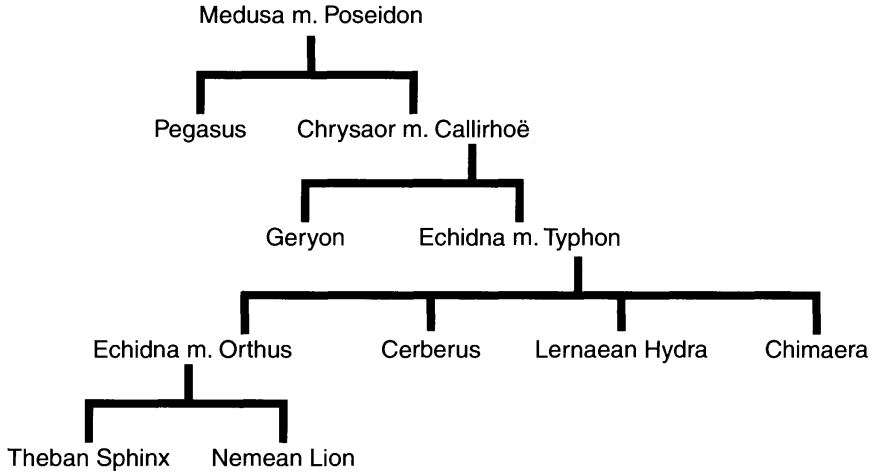 Medusa m. Poseidon
Pegasus Chrysaor m. Callirhoë
Geryon Echidna m. Typhon
Echidna m. Orthus Cerberus Lernaean Hydra Chimaera
Theban Sphinx Nemean Lion